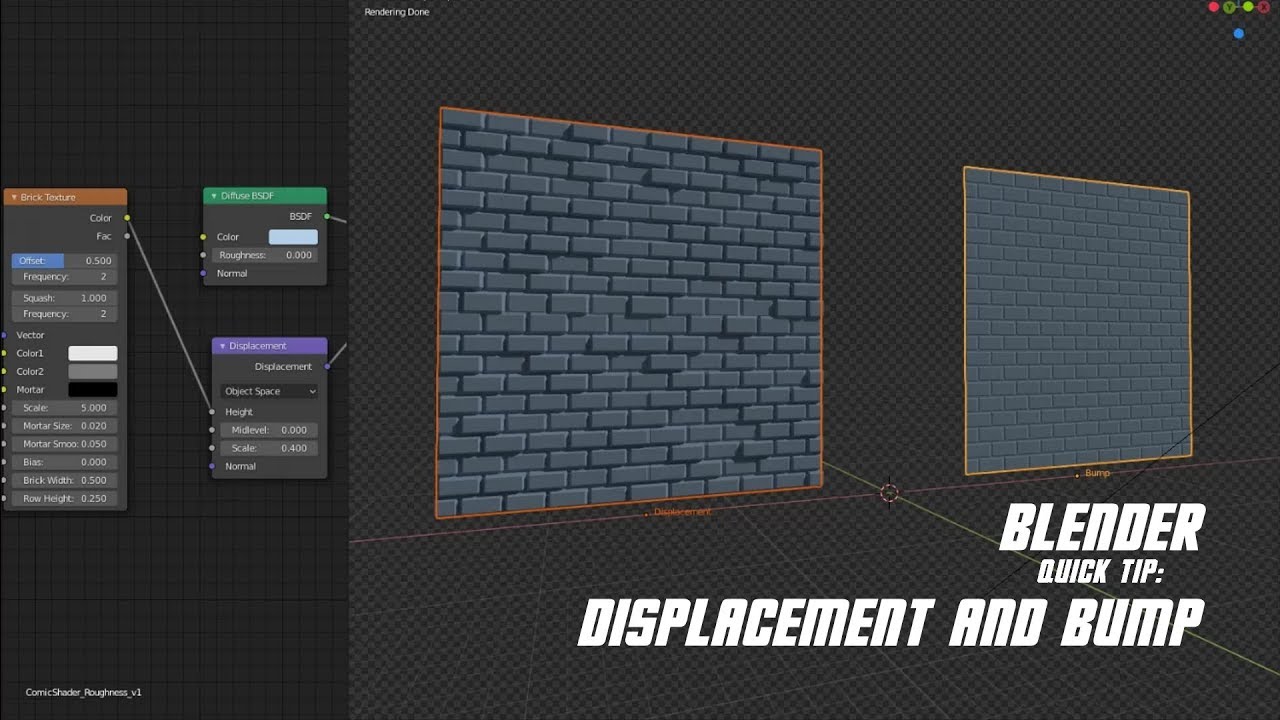 Rendering Done
Y
X
Brick Texture
Color
Fac
Offset: 0.500
Frequency: 2
Squash: 1.000
Frequency: 2
Vector
Color1
Color2
Mortar
Scale: 5.000
Mortar Size: 0.020
Mortar Smoo: 0.050
Bias: 0.000
Brick Width: 0.500
Row Height: 0.250
Diffuse BSDF
BSDF
Color
Roughness: 0.000
Normal
Displacement
Displacement
Object Space
Height
Midlevel: 0.000
Scale: 0.400
Normal
Displacement
Bump
BLENDER
QUICK TIP:
DISPLACEMENT AND BUMP
ComicShader_Roughness_v1